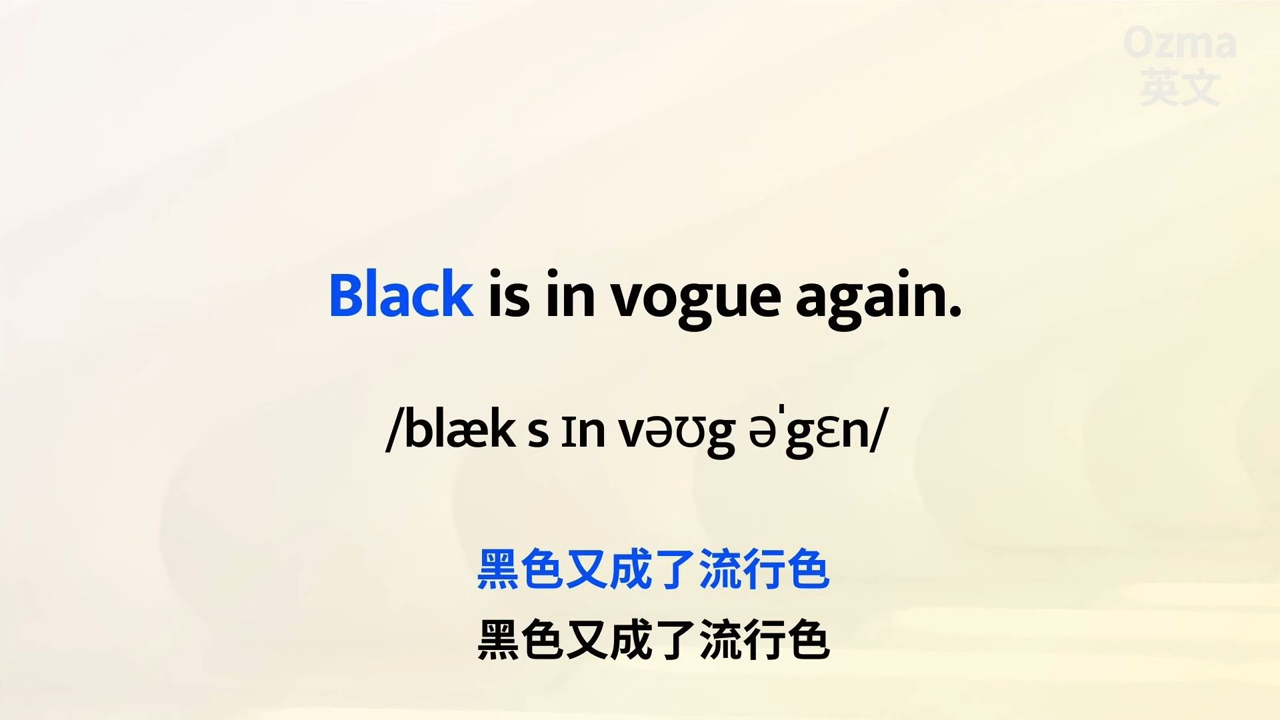 Ozma
英文
Black is in vogue again.
/blæk s ɪn vəʊg əˈgɛn/
黑色又成了流行色
黑色又成了流行色